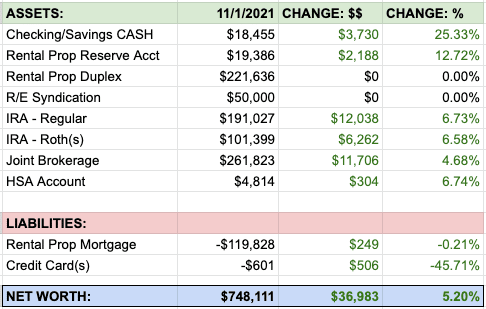 ASSETS: 11/1/2021 CHANGE: $$ CHANGE: %
Checking/Savings CASH $18,455 $3,730 25.33%
Rental Prop Reserve Acct $19,386 $2,188 12.72%
Rental Prop Duplex $221,636 $0 0.00%
R/E Syndication $50,000 $0 0.00%
IRA - Regular $191,027 $12,038 6.73%
IRA - Roth(s) $101,399 $6,262 6.58%
Joint Brokerage $261,823 $11,706 4.68%
HSA Account $4,814 $304 6.74%
LIABILITIES:
Rental Prop Mortgage -$119,828 $249 -0.21%
Credit Card(s) -$601 $506 -45.71%
NET WORTH: $748,111 $36,983 5.20%